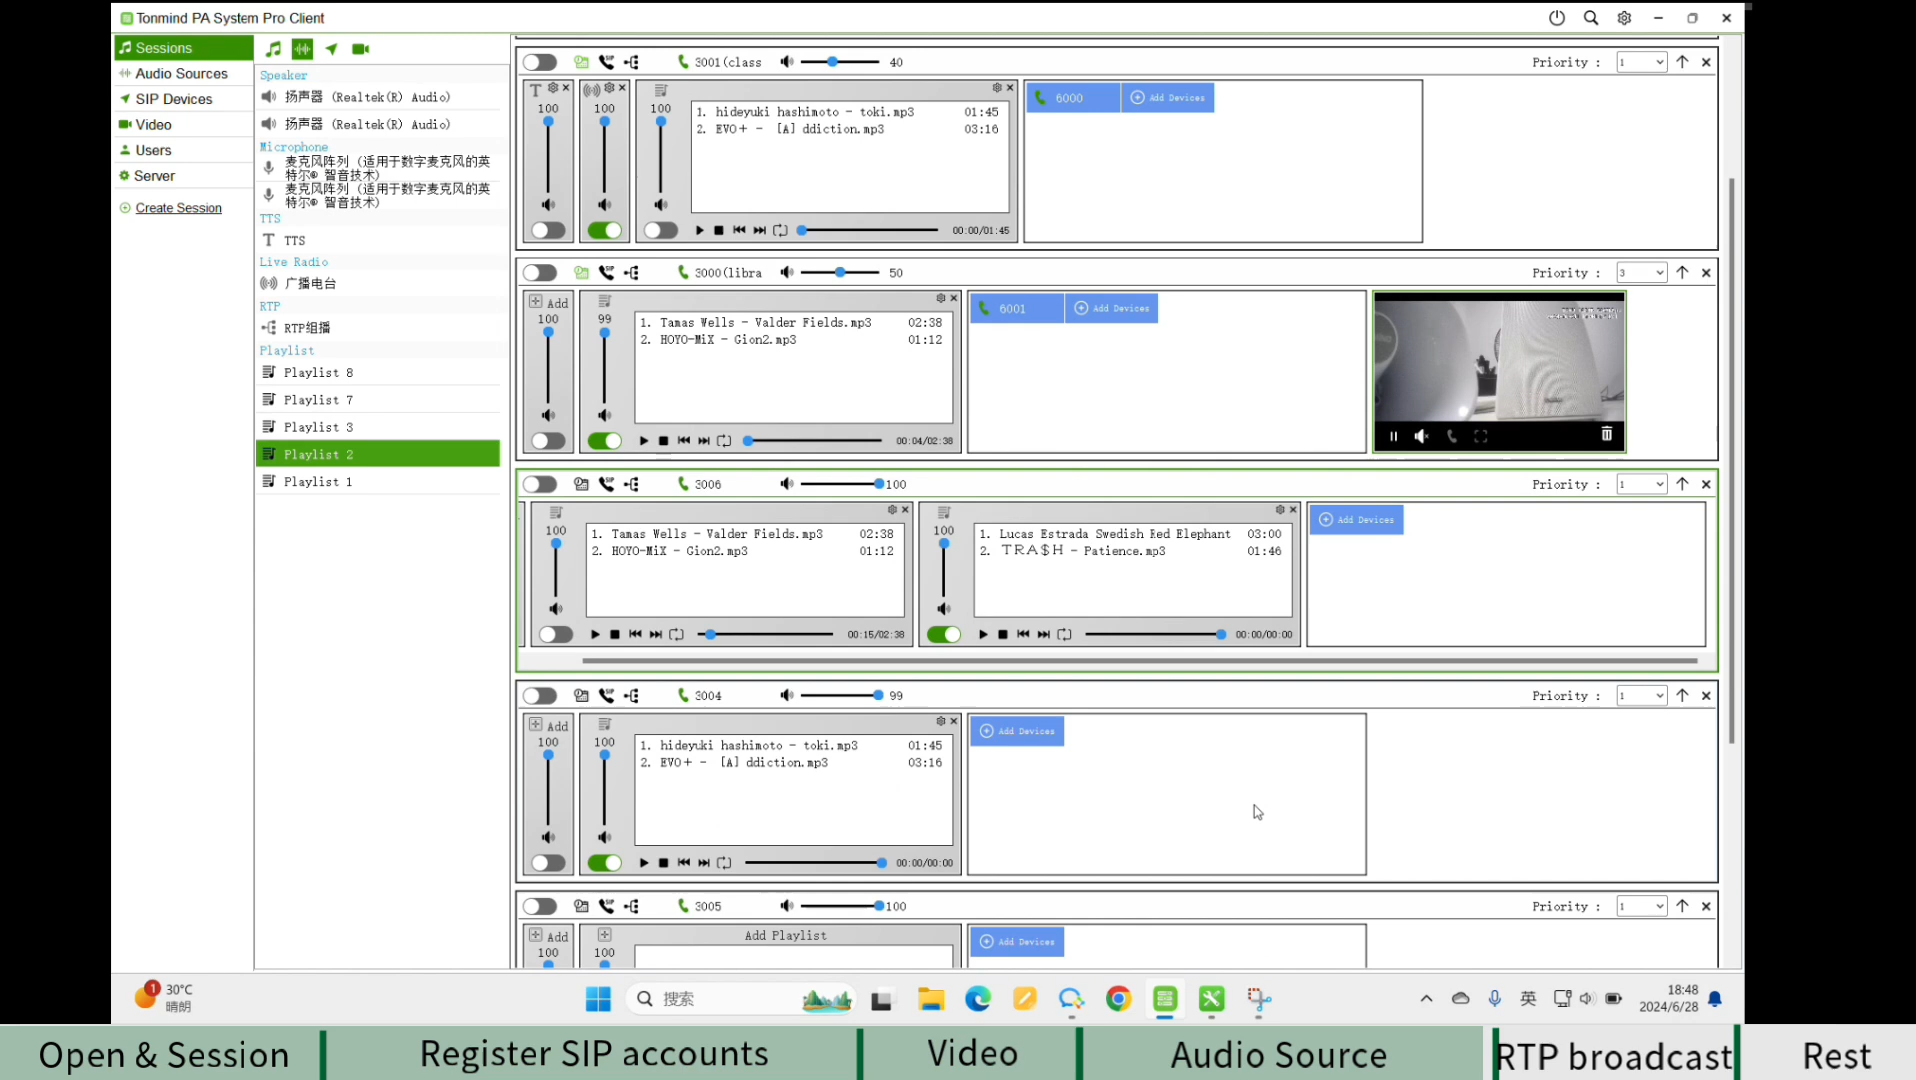 Tonmind PA System Pro Client
Sessions
Audio Sources
SIP Devices
Video
Users
Server
Create Session
Speaker
扬声器 (Realtek(R) Audio)
扬声器 (Realtek(R) Audio)
Microphone
麦克风阵列 (适用于数字麦克风的英
特尔® 智音技术)
麦克风阵列 (适用于数字麦克风的英
特尔® 智音技术)
TTS
TTS
Live Radio
广播电台
RTP
RTP组播
Playlist
Playlist 8
Playlist 7
Playlist 3
Playlist 2
Playlist 1
3001(class 40 Priority : 1
100 100 100
1. hideyuki hashimoto - toki.mp3 01:45
2. EVO+ - [A] ddiction.mp3 03:16
00:00/01:45
6000 Add Devices
3000(libra 50 Priority : 3
Add
100 99
1. Tamas Wells - Valder Fields.mp3 02:38
2. HOYO-MiX - Gion2.mp3 01:12
00:04/02:38
6001 Add Devices
3006 100 Priority : 1
100
1. Tamas Wells - Valder Fields.mp3 02:38
2. HOYO-MiX - Gion2.mp3 01:12
00:15/02:38
100
1. Lucas Estrada Swedish Red Elephant 03:00
2. TRA$H - Patience.mp3 01:46
00:00/00:00
Add Devices
3004 99 Priority : 1
Add
100 100
1. hideyuki hashimoto - toki.mp3 01:45
2. EVO+ - [A] ddiction.mp3 03:16
00:00/00:00
Add Devices
3005 100 Priority : 1
Add Add Playlist
100 100
Add Devices
1
30°C
晴朗
搜索
英
18:48
2024/6/28
Open & Session
Register SIP accounts
Video
Audio Source
RTP broadcast
Rest